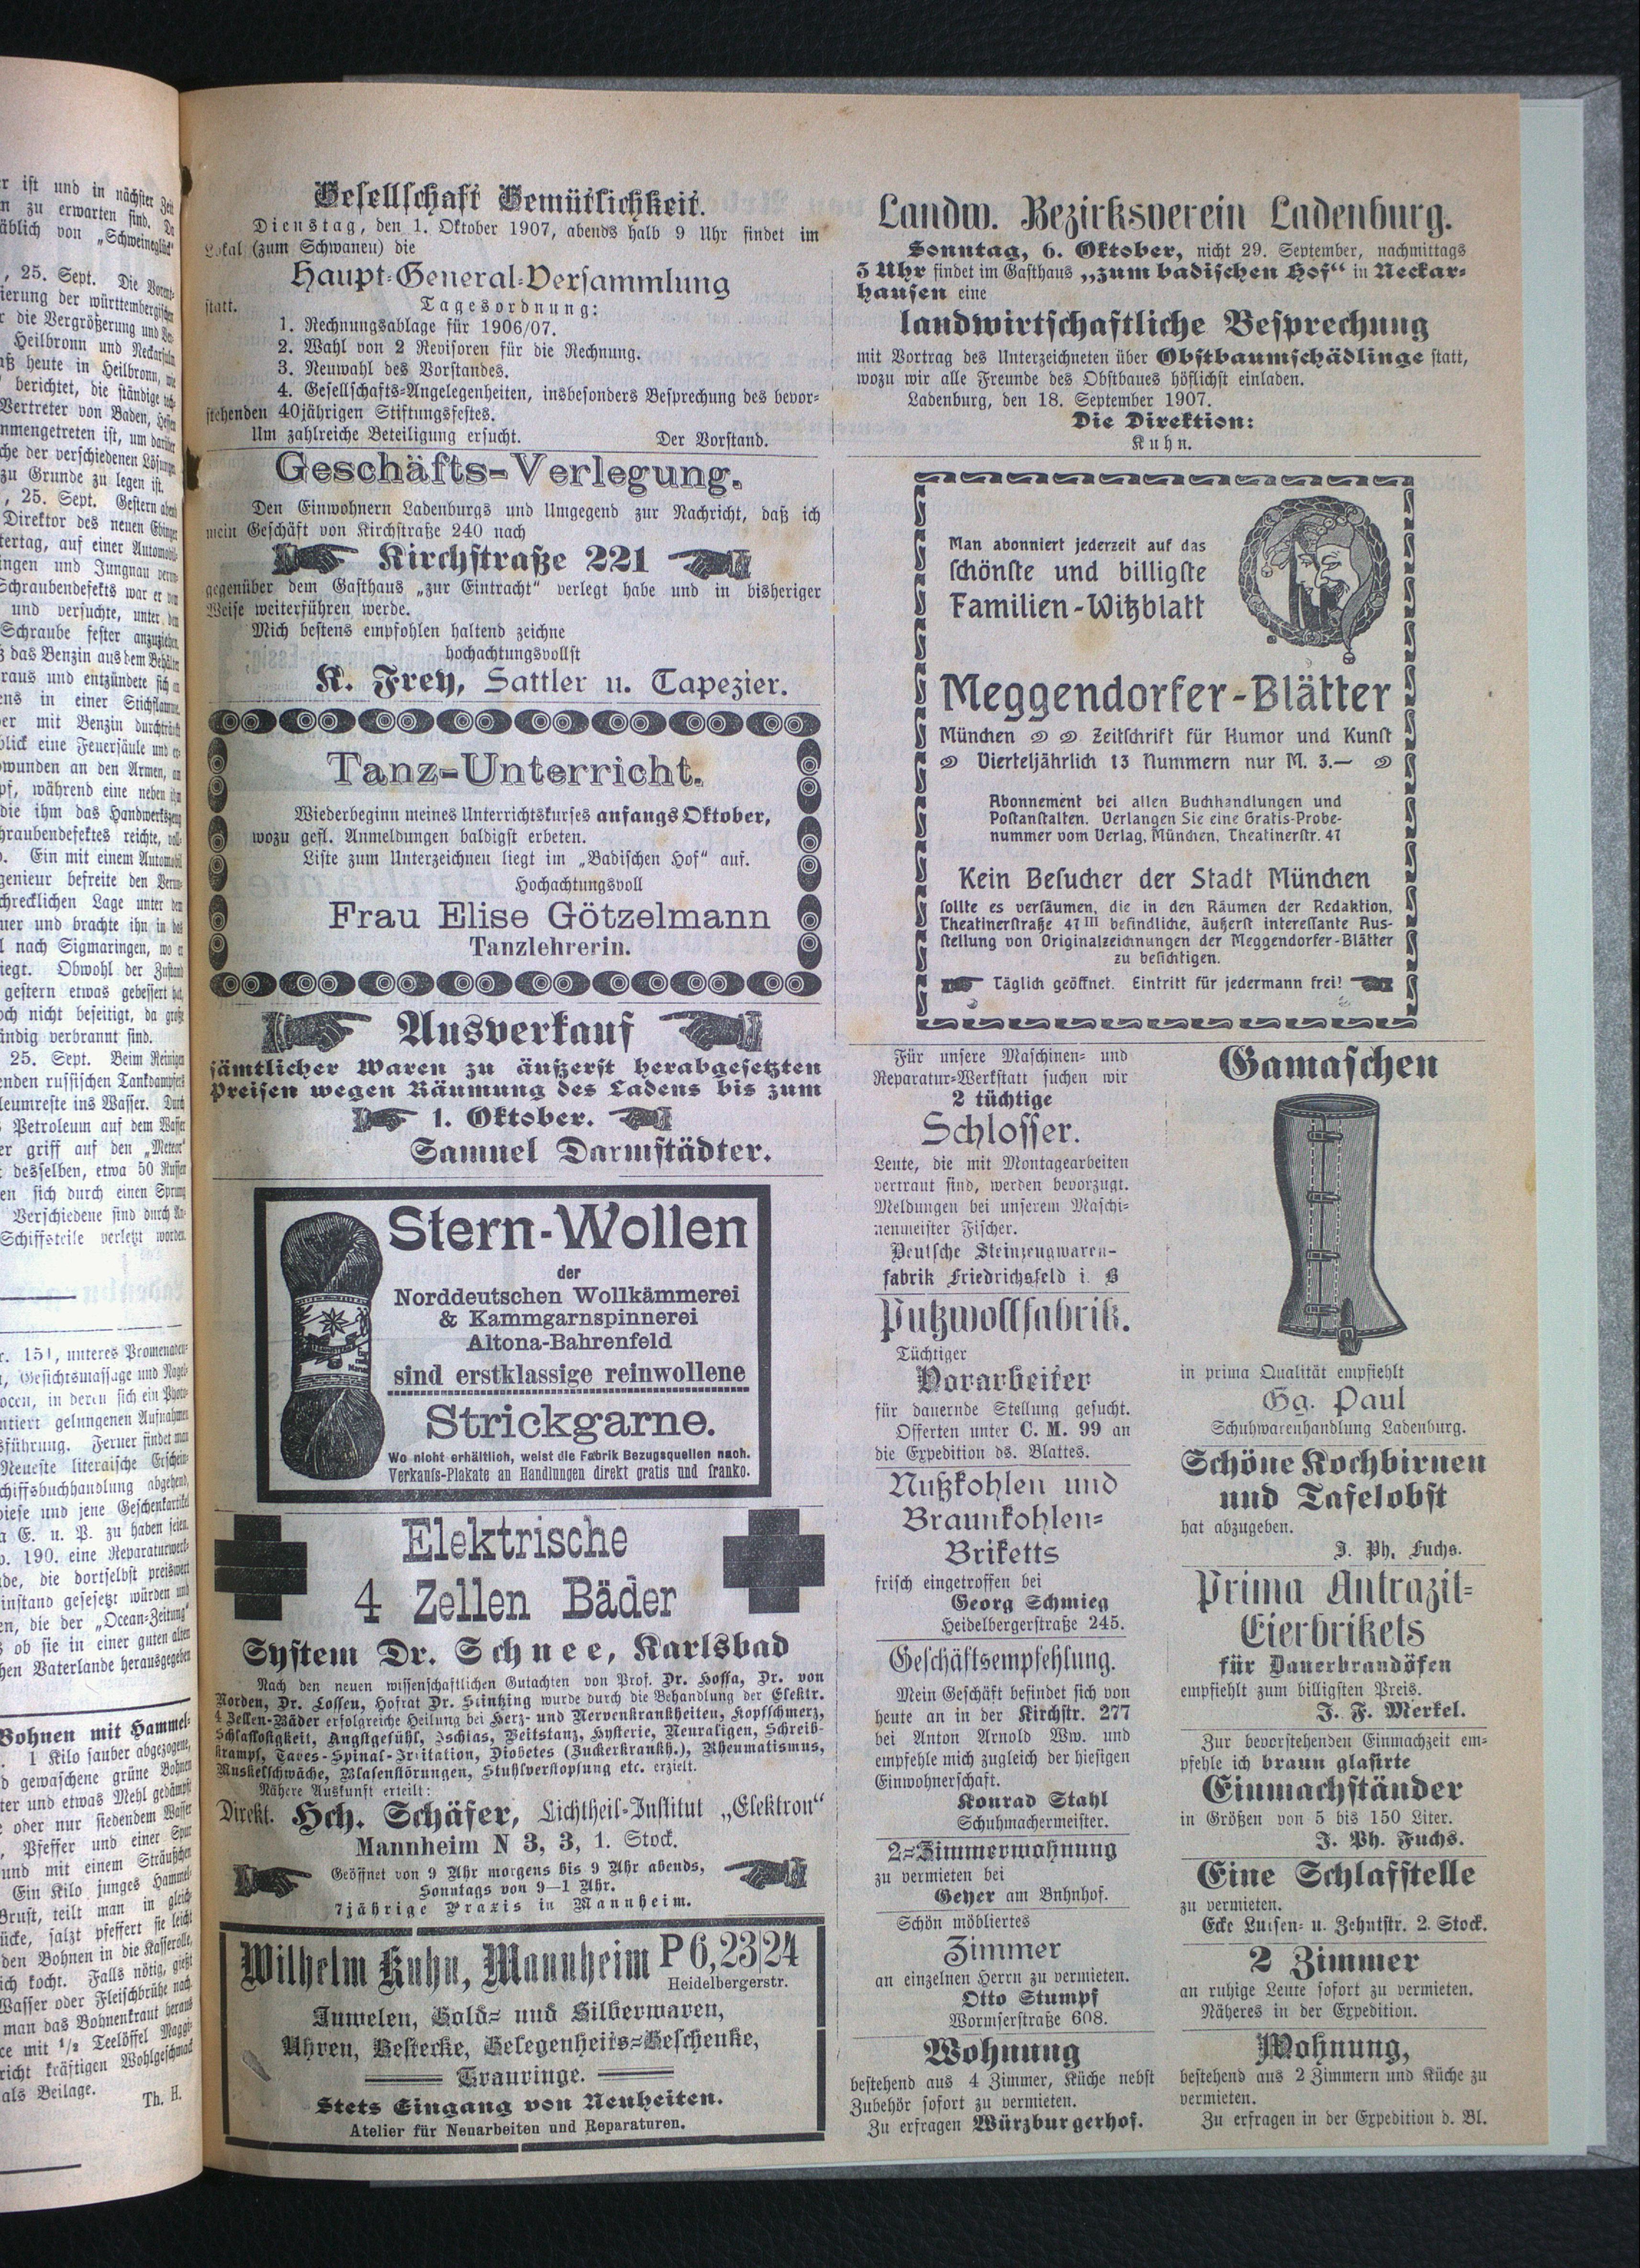 Gesellschaft Gemütlichkeit.
Dienstag, den 1. Oktober 1907, abends halb 9 Uhr findet im
Lokal (zum Schwanen) die
Haupt-General-Versammlung
statt.
Tagesordnung:
1. Rechnungsablage für 1906/07.
2. Wahl von 2 Revisoren für die Rechnung.
3. Neuwahl des Vorstandes.
4. Gesellschafts-Angelegenheiten, insbesonders Besprechung des bevor-
stehenden 40jährigen Stiftungsfestes.
Um zahlreiche Beteiligung ersucht. Der Vorstand.
Geschäfts-Verlegung.
Den Einwohnern Ladenburgs und Umgegend zur Nachricht, daß ich
mein Geschäft von Kirchstraße 240 nach
Kirchstraße 221
gegenüber dem Gasthaus „zur Eintracht“ verlegt habe und in bisheriger
Weise weiterführen werde.
Mich bestens empfohlen haltend zeichne
hochachtungsvollst
K. Frey, Sattler u. Tapezier.
Tanz-Unterricht.
Wiederbeginn meines Unterrichtskurses anfangs Oktober,
wozu gefl. Anmeldungen baldigst erbeten.
Liste zum Unterzeichnen liegt im „Badischen Hof“ auf.
Hochachtungsvoll
Frau Elise Götzelmann
Tanzlehrerin.
Ausverkauf
sämtlicher Waren zu äußerst herabgesetzten
Preisen wegen Räumung des Ladens bis zum
1. Oktober.
Samuel Darmstädter.
Stern-Wollen
der
Norddeutschen Wollkämmerei
& Kammgarnspinnerei
Altona-Bahrenfeld
sind erstklassige reinwollene
Strickgarne.
Wo nicht erhältlich, weist die Fabrik Bezugsquellen nach.
Verkaufs-Plakate an Handlungen direkt gratis und franko.
Elektrische
4 Zellen Bäder
System Dr. Schnee, Karlsbad
Nach den neuen wissenschaftlichen Gutachten von Prof. Dr. Hoffa, Dr. von
Norden, Dr. Lossen, Hofrat Dr. Stintzing wurde durch die Behandlung der Elektr.
4 Zellen-Bäder erfolgreiche Heilung bei Herz- und Nervenkrankheiten, Kopfschmerz,
Schlaflosigkeit, Angstgefühl, Ischias, Veitstanz, Hysterie, Neuraligen, Schreib-
krampf, Taves-Spinal-Irritation, Diobetes (Zuckerkrankh.), Rheumatismus,
Muskelschwäche, Blasenstörungen, Stuhlverstopfung etc. erzielt.
Nähere Auskunft erteilt:
Direkt. Hch. Schäfer, Lichtheil-Institut „Elektron“
Mannheim N 3, 3, 1. Stock.
Geöffnet von 9 Uhr morgens bis 9 Uhr abends,
Sonntags von 9—1 Uhr.
7jährige Praxis in Mannheim.
Wilhelm Kuhn, Mannheim P 6, 23|24
Heidelbergerstr.
Juwelen, Gold- und Silberwaren,
Uhren, Bestecke, Gelegenheits-Geschenke,
Trauringe.
Stets Eingang von Neuheiten.
Atelier für Neuarbeiten und Reparaturen.
Landw. Bezirksverein Ladenburg.
Sonntag, 6. Oktober, nicht 29. September, nachmittags
3 Uhr findet im Gasthaus „zum badischen Hof“ in Neckar-
hausen eine
landwirtschaftliche Besprechung
mit Vortrag des Unterzeichneten über Obstbaumschädlinge statt,
wozu wir alle Freunde des Obstbaues höflichst einladen.
Ladenburg, den 18. September 1907.
Die Direktion:
Kuhn.
Man abonniert jederzeit auf das
schönste und billigste
Familien-Witzblatt
Meggendorfer-Blätter
München Zeitschrift für Humor und Kunst
Vierteljährlich 13 Nummern nur M. 3.—
Abonnement bei allen Buchhandlungen und
Postanstalten. Verlangen Sie eine Gratis-Probe-
nummer vom Verlag, München, Theatinerstr. 47
Kein Besucher der Stadt München
sollte es versäumen, die in den Räumen der Redaktion,
Theatinerstraße 47 III befindliche, äußerst interessante Aus-
stellung von Originalzeichnungen der Meggendorfer-Blätter
zu besichtigen.
Täglich geöffnet. Eintritt für jedermann frei!
Für unsere Maschinen- und
Reparatur-Werkstatt suchen wir
2 tüchtige
Schlosser.
Leute, die mit Montagearbeiten
vertraut sind, werden bevorzugt.
Meldungen bei unserem Maschi-
nenmeister Fischer.
Deutsche Steinzeugwaren-
fabrik Friedrichsfeld i. B
Putzwollfabrik.
Tüchtiger
Vorarbeiter
für dauernde Stellung gesucht.
Offerten unter C. M. 99 an
die Expedition ds. Blattes.
Nußkohlen und
Braunkohlen-
Briketts
frisch eingetroffen bei
Georg Schmieg
Heidelbergerstraße 245.
Geschäftsempfehlung.
Mein Geschäft befindet sich von
heute an in der Kirchstr. 277
bei Anton Arnold Ww. und
empfehle mich zugleich der hiesigen
Einwohnerschaft.
Konrad Stahl
Schuhmachermeister.
2-Zimmerwohnung
zu vermieten bei
Geyer am Bnhnhof.
Schön möbliertes
Zimmer
an einzelnen Herrn zu vermieten.
Otto Stumpf
Wormserstraße 608.
Wohnung
bestehend aus 4 Zimmer, Küche nebst
Zubehör sofort zu vermieten.
Zu erfragen Würzburgerhof.
Gamaschen
in prima Qualität empfiehlt
Gg. Paul
Schuhwarenhandlung Ladenburg.
Schöne Kochbirnen
und Tafelobst
hat abzugeben.
J. Ph. Fuchs.
Prima Antrazit-
Eierbrikets
für Dauerbrandöfen
empfiehlt zum billigsten Preis.
J. F. Merkel.
Zur bevorstehenden Einmachzeit em-
pfehle ich braun glasirte
Einmachständer
in Größen von 5 bis 150 Liter.
J. Ph. Fuchs.
Eine Schlafstelle
zu vermieten.
Ecke Luisen- u. Zehntstr. 2. Stock.
2 Zimmer
an ruhige Leute sofort zu vermieten.
Näheres in der Expedition.
Wohnung,
bestehend aus 2 Zimmern und Küche zu
vermieten.
Zu erfragen in der Expedition d. Bl.